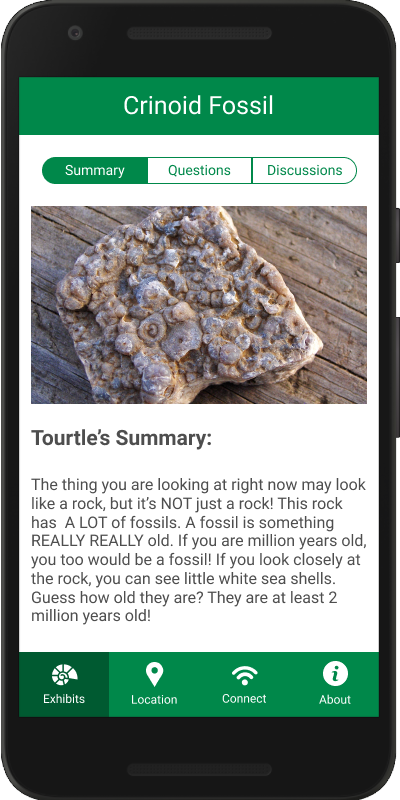 Crinoid Fossil
Summary Questions Discussions
Tourtle's Summary:
The thing you are looking at right now may look
like a rock, but it's NOT just a rock! This rock
has  A LOT of fossils. A fossil is something
REALLY REALLY old. If you are million years old,
you too would be a fossil! If you look closely at
the rock, you can see little white sea shells.
Guess how old they are? They are at least 2
million years old!
Exhibits Location Connect About